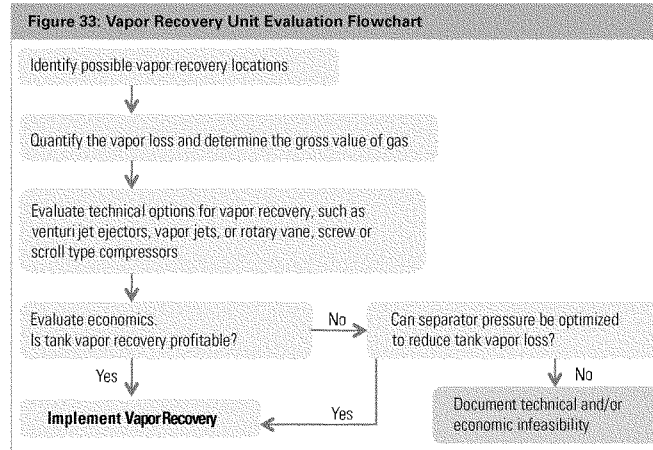 Figure 33: Vapor Recovery Unit Evaluation Flowchart
Identify possible vapor recovery locations
Quantify the vapor loss and determine the gross value of gas
Evaluate technical options for vapor recovery, such as
venturi jet ejectors, vapor jets, or rotary vane, screw or
scroll type compressors
Evaluate economics.
Is tank vapor recovery profitable?
No
Can separator pressure be optimized
to reduce tank vapor loss?
Yes
No
Implement Vapor Recovery
Yes
Document technical and/or
economic infeasibility